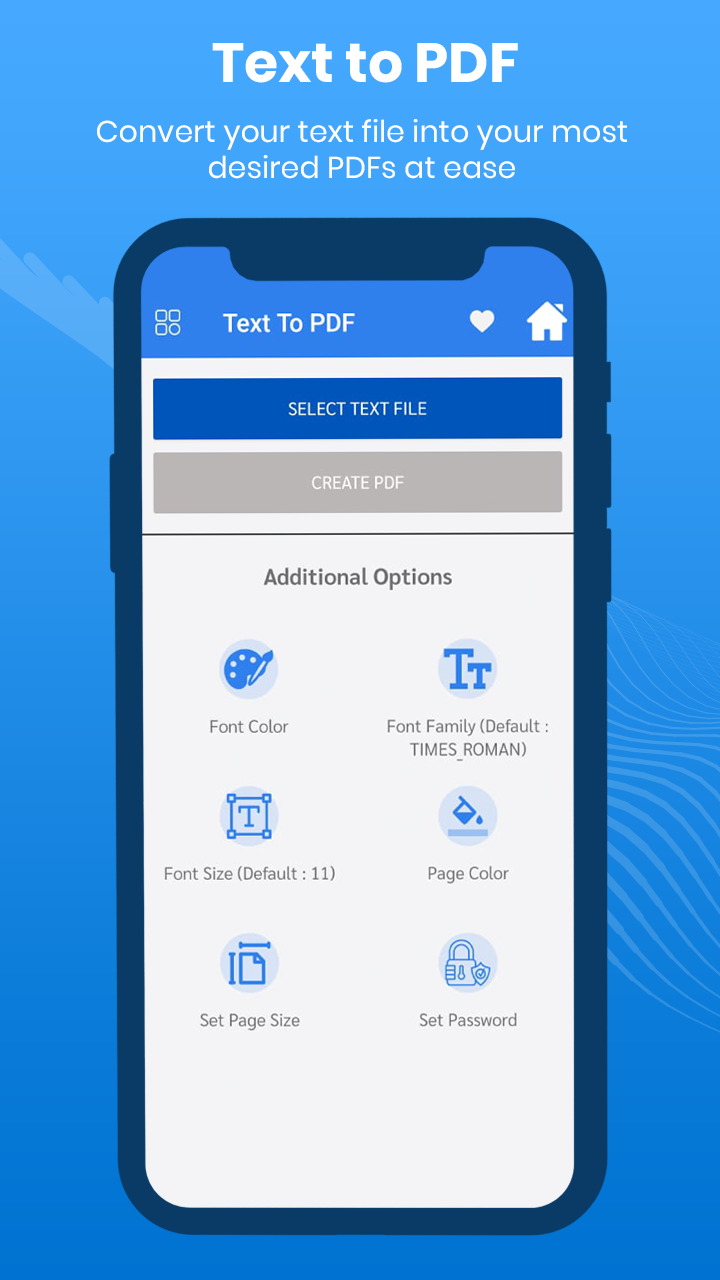 Text to PDF
Convert your text file into your most
desired PDFs at ease
Text To PDF
SELECT TEXT FILE
CREATE PDF
Additional Options
Font Color
Font Family (Default :
TIMES_ROMAN)
Font Size (Default : 11)
Page Color
Set Page Size
Set Password